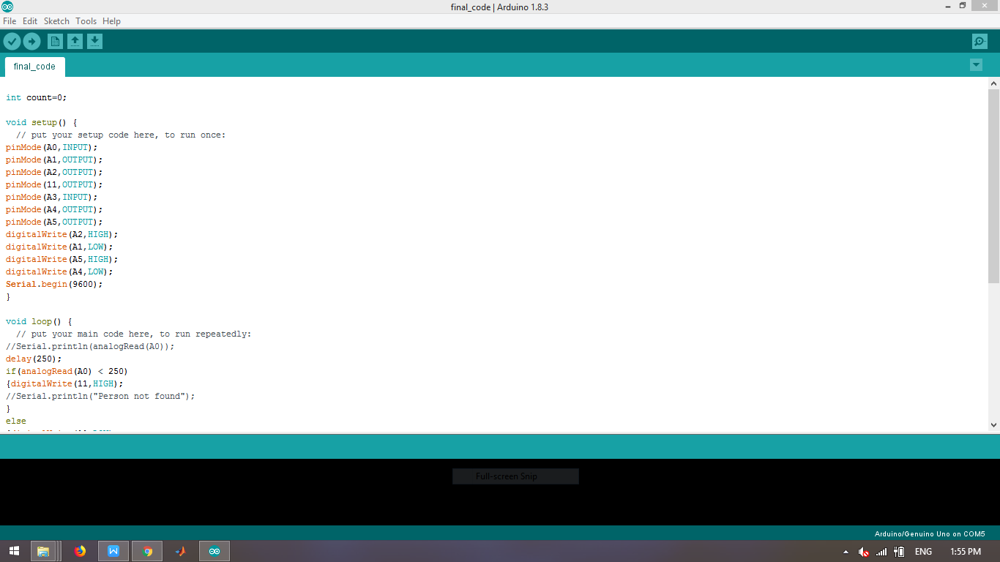 final_code | Arduino 1.8.3
File Edit Sketch Tools Help
final_code
int count=0;
void setup() {
// put your setup code here, to run once:
pinMode(A0,INPUT);
pinMode(A1,OUTPUT);
pinMode(A2,OUTPUT);
pinMode(11,OUTPUT);
pinMode(A3,INPUT);
pinMode(A4,OUTPUT);
pinMode(A5,OUTPUT);
digitalWrite(A2,HIGH);
digitalWrite(A1,LOW);
digitalWrite(A5,HIGH);
digitalWrite(A4,LOW);
Serial.begin(9600);
}
void loop() {
// put your main code here, to run repeatedly:
//Serial.println(analogRead(A0));
delay(250);
if(analogRead(A0) < 250)
{digitalWrite(11,HIGH);
//Serial.println("Person not found");
}
else
Full-screen Snip
Arduino/Genuino Uno on COM5
ENG 1:55 PM